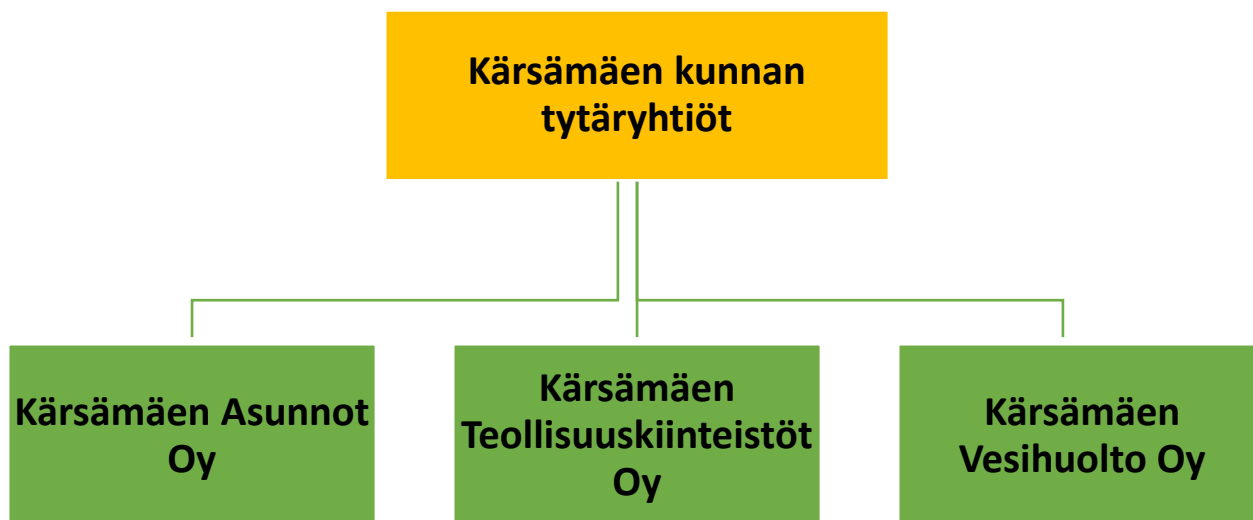 Kärsämäen kunnan
tytäryhtiöt
Kärsämäen Asunnot
Oy
Kärsämäen
Teollisuuskiinteistöt
Oy
Kärsämäen
Vesihuolto Oy